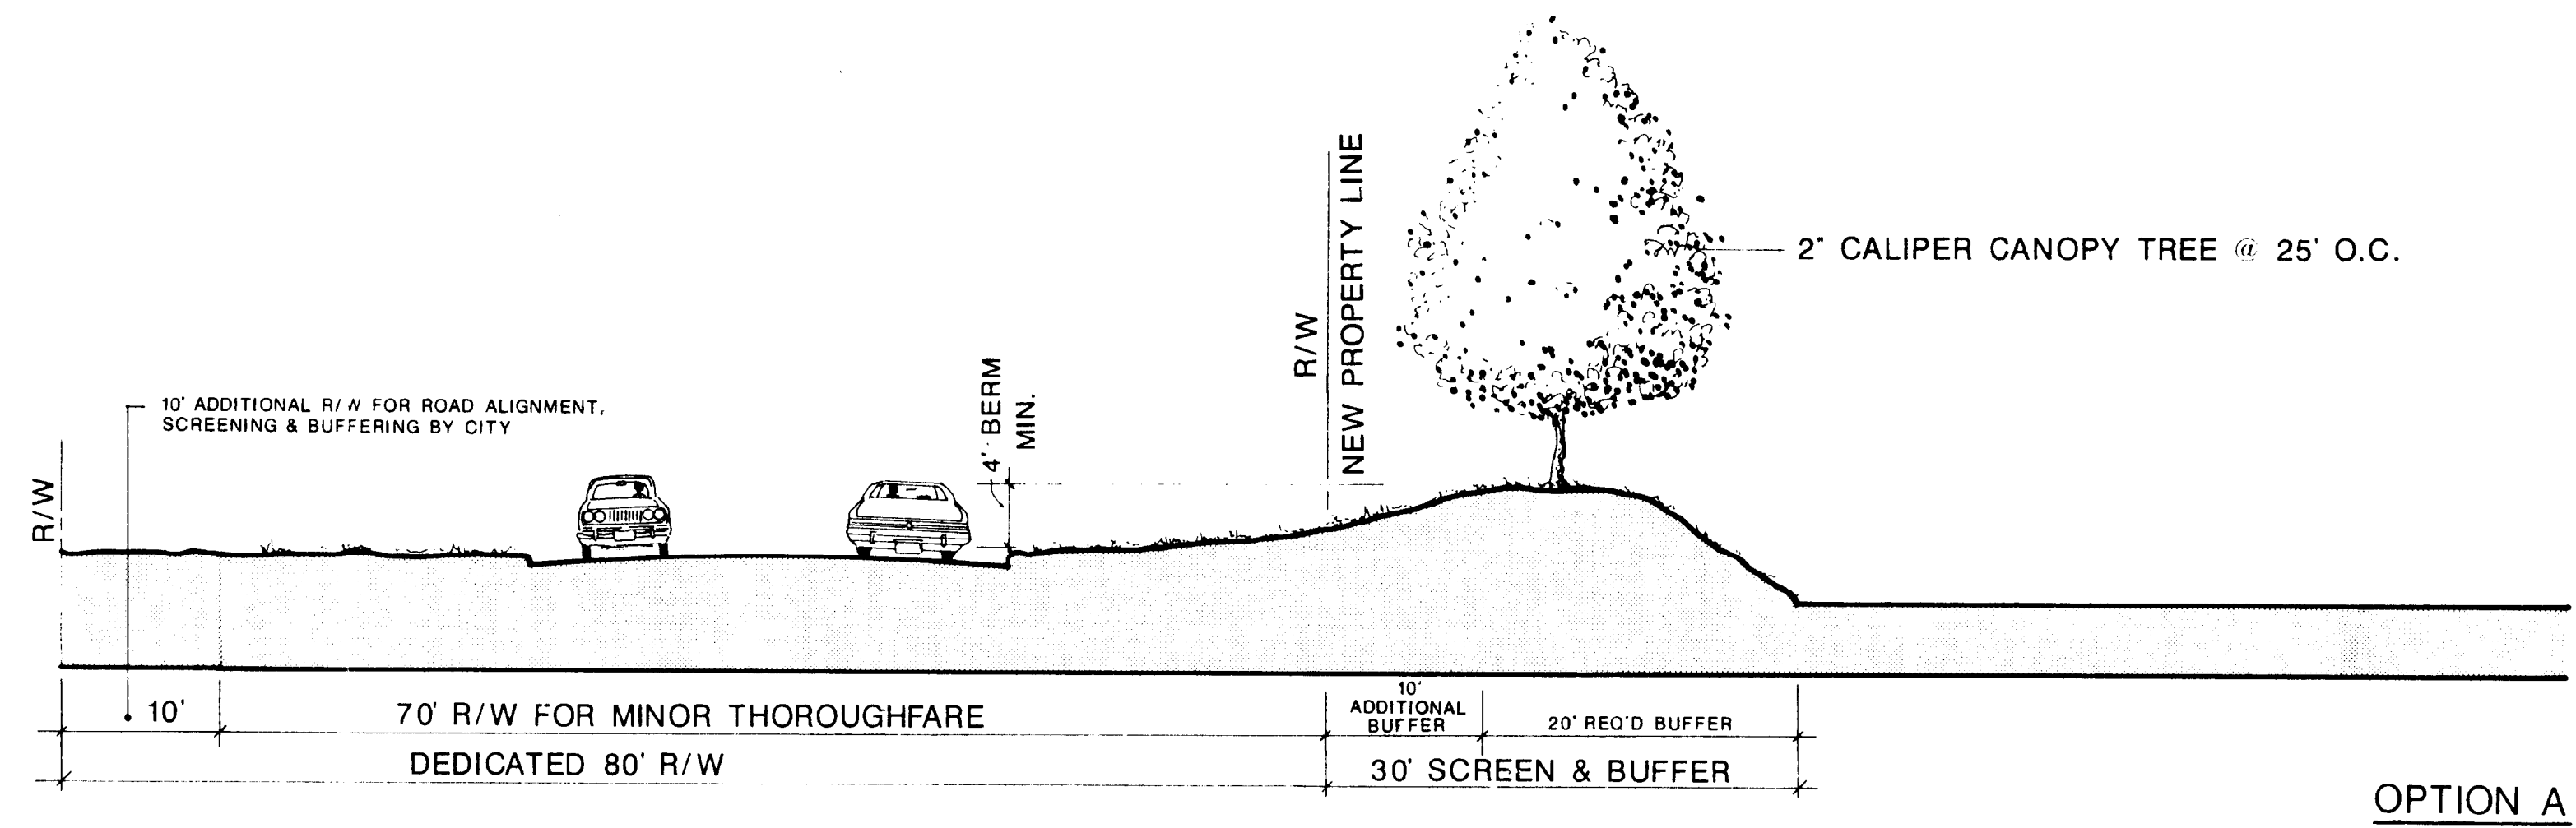 2" CALIPER CANOPY TREE @ 25' O.C.
R/W
NEW PROPERTY LINE
4' BERM
MIN.
10' ADDITIONAL R/W FOR ROAD ALIGNMENT,
SCREENING & BUFFERING BY CITY
R/W
10'
70' R/W FOR MINOR THOROUGHFARE
10'
ADDITIONAL
BUFFER
20' REQ'D BUFFER
DEDICATED 80' R/W
30' SCREEN & BUFFER
OPTION A